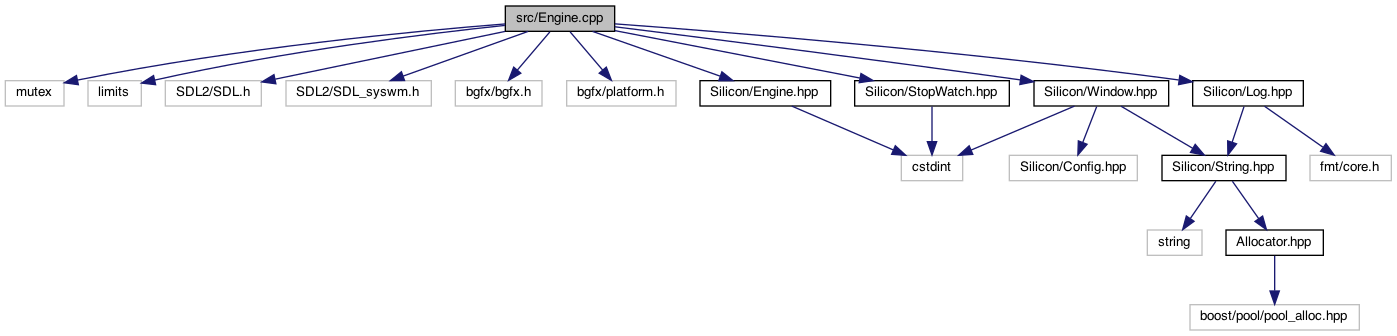 src/Engine.cpp
mutex
limits
SDL2/SDL.h
SDL2/SDL_syswm.h
bgfx/bgfx.h
bgfx/platform.h
Silicon/Engine.hpp
Silicon/StopWatch.hpp
Silicon/Window.hpp
Silicon/Log.hpp
cstdint
Silicon/Config.hpp
Silicon/String.hpp
fmt/core.h
string
Allocator.hpp
boost/pool/pool_alloc.hpp